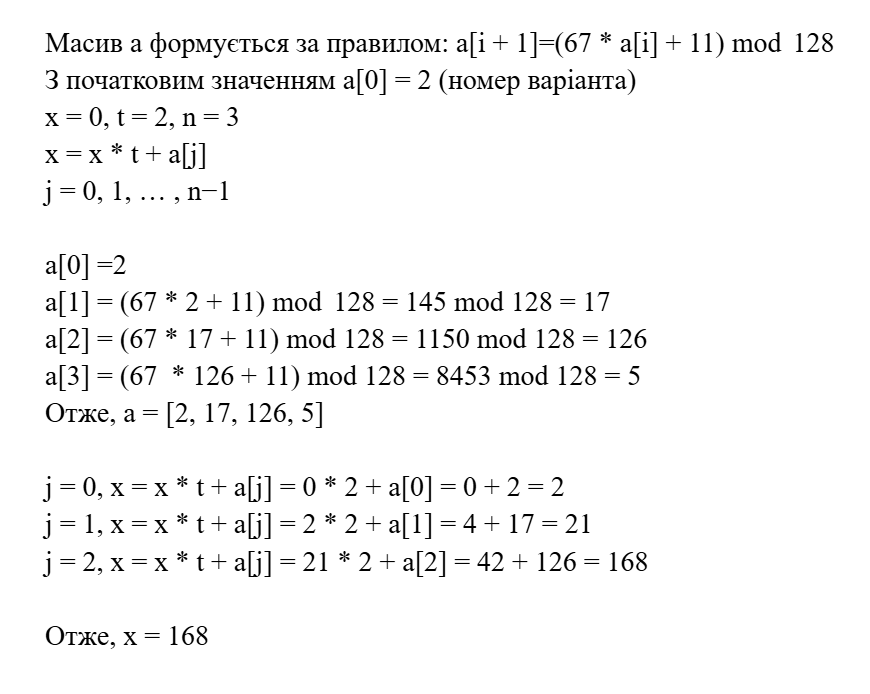 Масив a формується за правилом: a[i + 1]=(67 * a[i] + 11) mod 128
З початковим значенням a[0] = 2 (номер варіанта)
x = 0, t = 2, n = 3
x = x * t + a[j]
j = 0, 1, … , n−1
a[0] =2
a[1] = (67 * 2 + 11) mod 128 = 145 mod 128 = 17
a[2] = (67 * 17 + 11) mod 128 = 1150 mod 128 = 126
a[3] = (67 * 126 + 11) mod 128 = 8453 mod 128 = 5
Отже, a = [2, 17, 126, 5]
j = 0, x = x * t + a[j] = 0 * 2 + a[0] = 0 + 2 = 2
j = 1, x = x * t + a[j] = 2 * 2 + a[1] = 4 + 17 = 21
j = 2, x = x * t + a[j] = 21 * 2 + a[2] = 42 + 126 = 168
Отже, x = 168